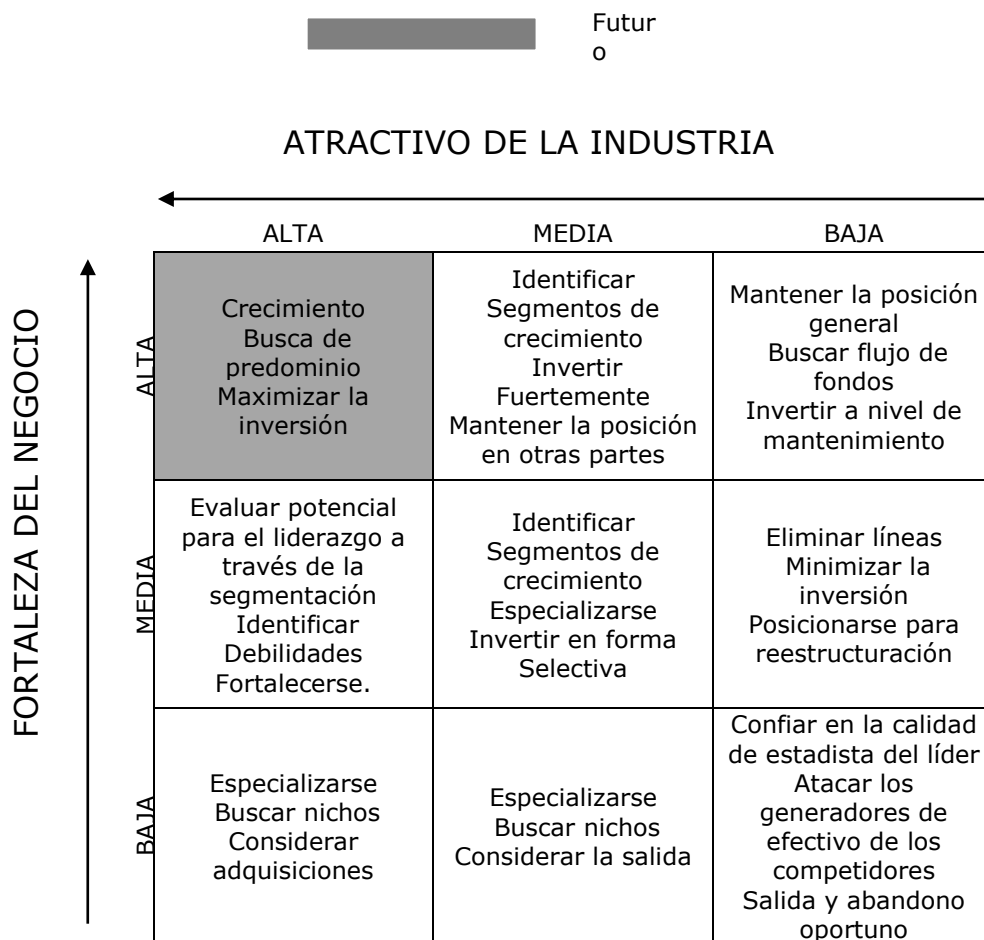 Futur
o
ATRACTIVO DE LA INDUSTRIA
ALTA
MEDIA
BAJA
FORTALEZA DEL NEGOCIO
ALTA
Crecimiento
Busca de
predominio
Maximizar la
inversión
Identificar
Segmentos de
crecimiento
Invertir
Fuertemente
Mantener la posición
en otras partes
Mantener la posición
general
Buscar flujo de
fondos
Invertir a nivel de
mantenimiento
MEDIA
Evaluar potencial
para el liderazgo a
través de la
segmentación
Identificar
Debilidades
Fortalecerse.
Identificar
Segmentos de
crecimiento
Especializarse
Invertir en forma
Selectiva
Eliminar líneas
Minimizar la
inversión
Posicionarse para
reestructuración
BAJA
Especializarse
Buscar nichos
Considerar
adquisiciones
Especializarse
Buscar nichos
Considerar la salida
Confiar en la calidad
de estadista del líder
Atacar los
generadores de
efectivo de los
competidores
Salida y abandono
oportuno